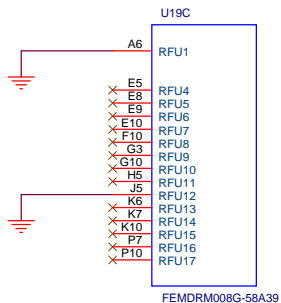 U19C
A6 RFU1
E5 RFU4
E8 RFU5
E9 RFU6
E10 RFU7
F10 RFU8
G3 RFU9
G10 RFU10
H5 RFU11
J5 RFU12
K6 RFU13
K7 RFU14
K10 RFU15
P7 RFU16
P10 RFU17
FEMDRM008G-58A39